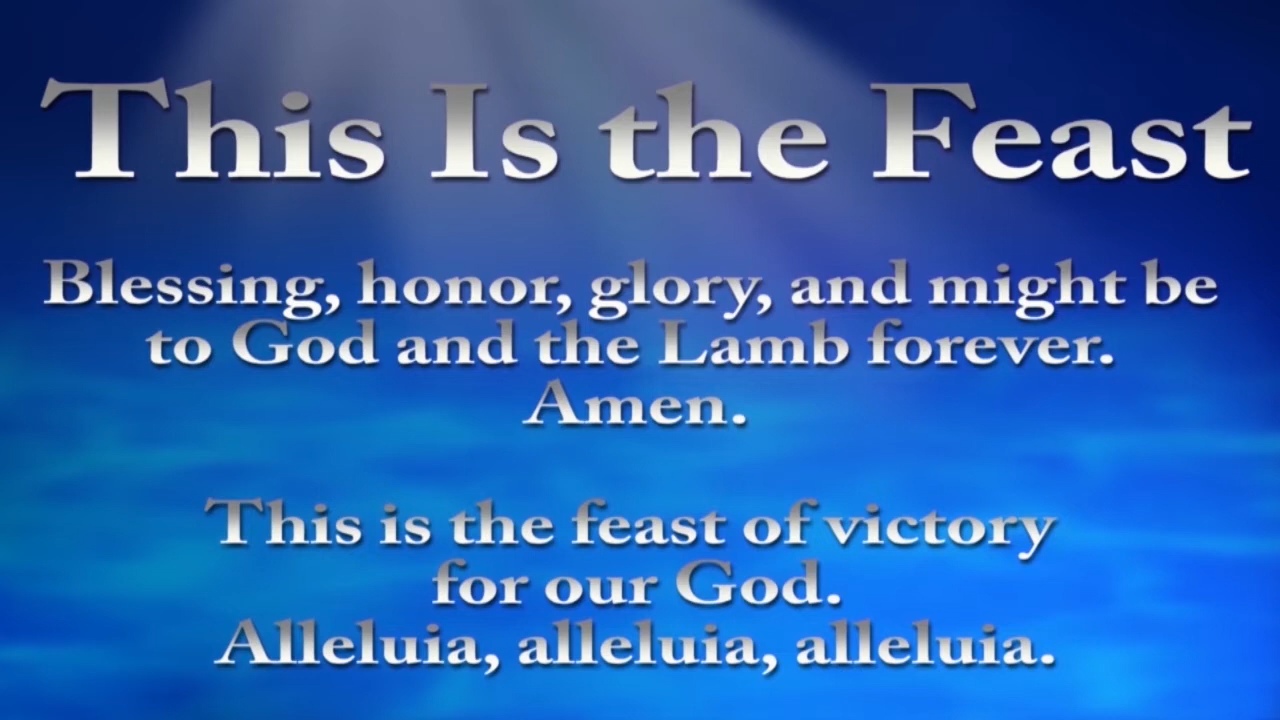 This Is the Feast
Blessing, honor, glory, and might be
to God and the Lamb forever.
Amen.
This is the feast of victory
for our God.
Alleluia, alleluia, alleluia.